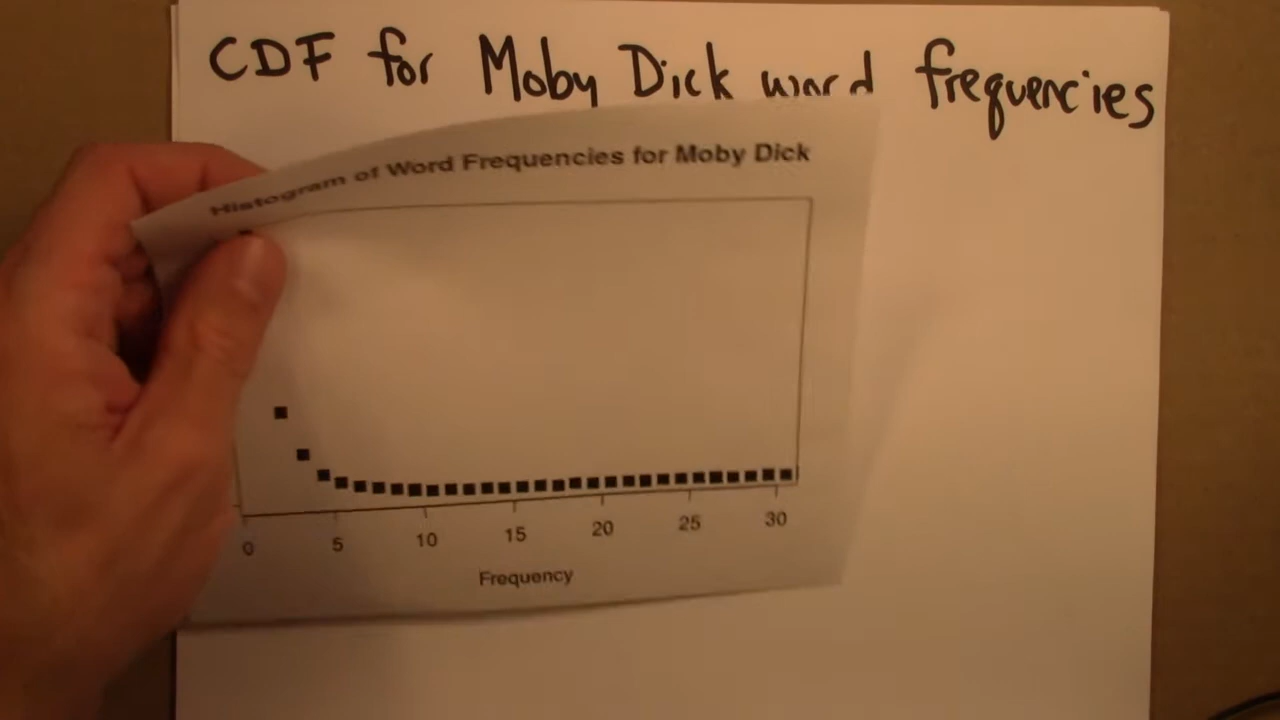 CDF for Moby Dick word frequencies
Histogram of Word Frequencies for Moby Dick
0 5 10 15 20 25 30
Frequency